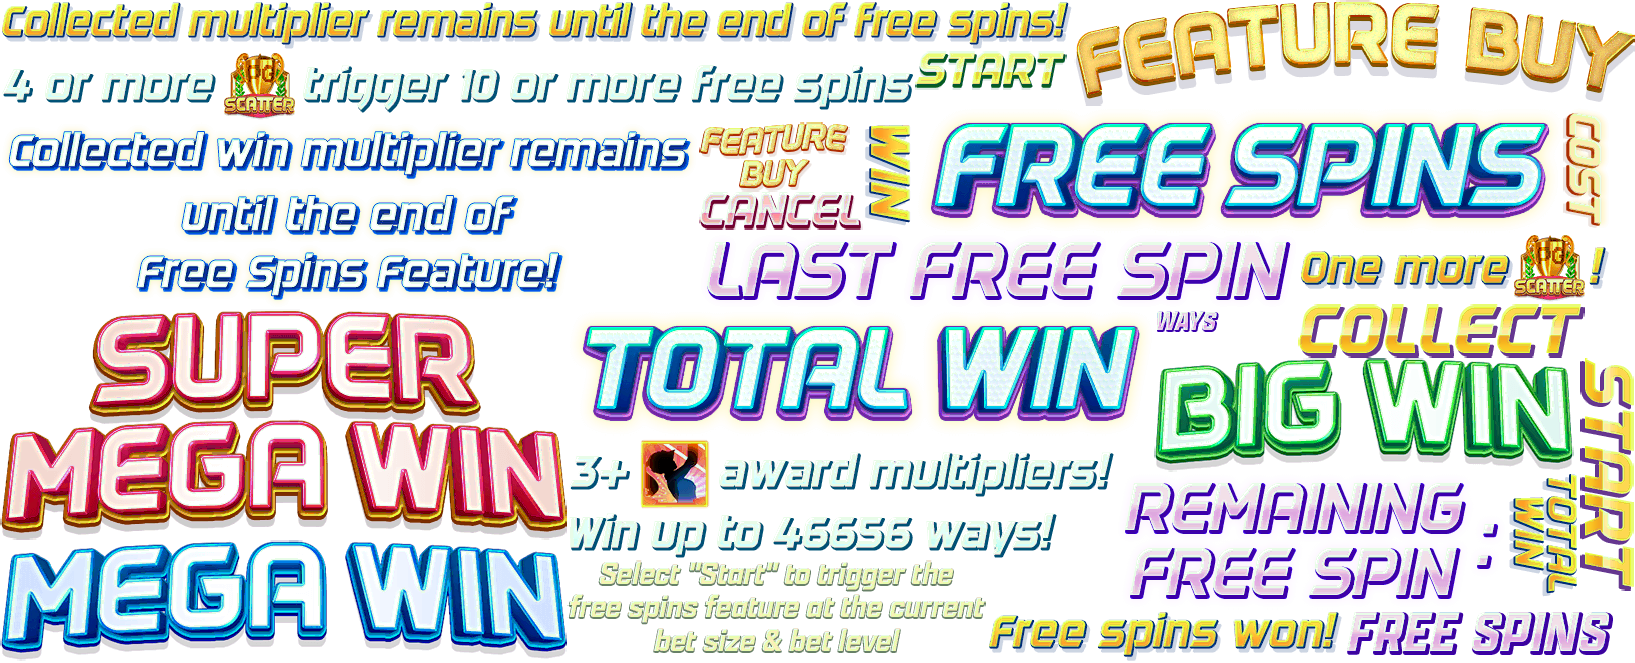 Collected multiplier remains until the end of free spins!
FEATURE BUY
4 or more SCATTER trigger 10 or more free spins
START
Collected win multiplier remains
until the end of
Free Spins Feature!
FEATURE
BUY
CANCEL
WIN
FREE SPINS
COST
LAST FREE SPIN
One more SCATTER !
WAYS
COLLECT
SUPER
MEGA WIN
TOTAL WIN
BIG WIN
START
3+ award multipliers!
Win up to 46656 ways!
REMAINING
FREE SPIN :
TOTAL
WIN
MEGA WIN
Select "Start" to trigger the
free spins feature at the current
bet size & bet level
Free spins won!
FREE SPINS